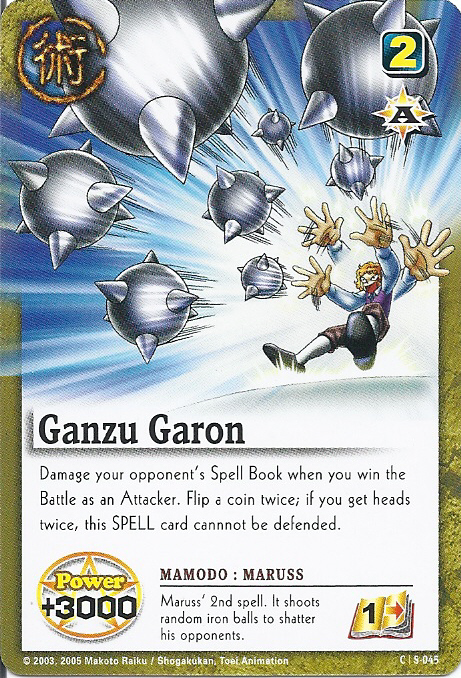 術
2
A
Ganzu Garon
Damage your opponent's Spell Book when you win the
Battle as an Attacker. Flip a coin twice; if you get heads
twice, this SPELL card cannnot be defended.
Power
+3000
MAMODO : MARUSS
Maruss' 2nd spell. It shoots
random iron balls to shatter
his opponents.
1
© 2003, 2005 Makoto Raiku / Shogakukan, Toei Animation
C | S-045